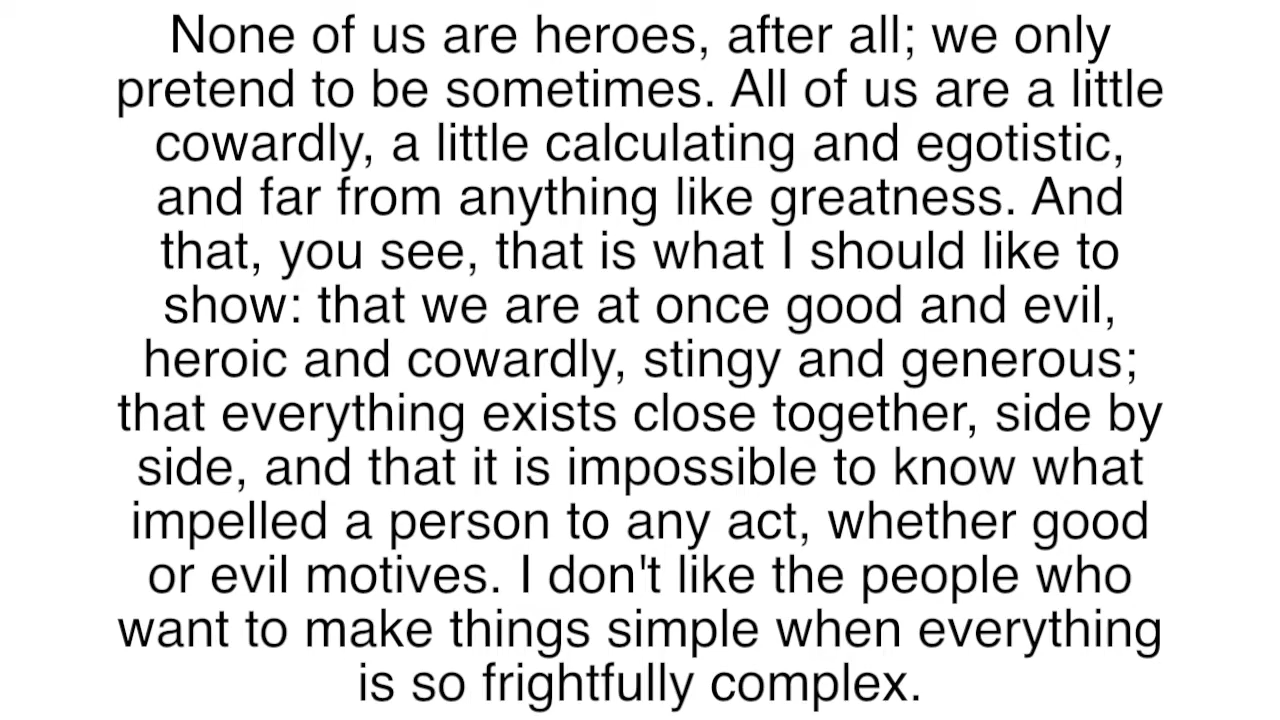 None of us are heroes, after all; we only
pretend to be sometimes. All of us are a little
cowardly, a little calculating and egotistic,
and far from anything like greatness. And
that, you see, that is what I should like to
show: that we are at once good and evil,
heroic and cowardly, stingy and generous;
that everything exists close together, side by
side, and that it is impossible to know what
impelled a person to any act, whether good
or evil motives. I don't like the people who
want to make things simple when everything
is so frightfully complex.